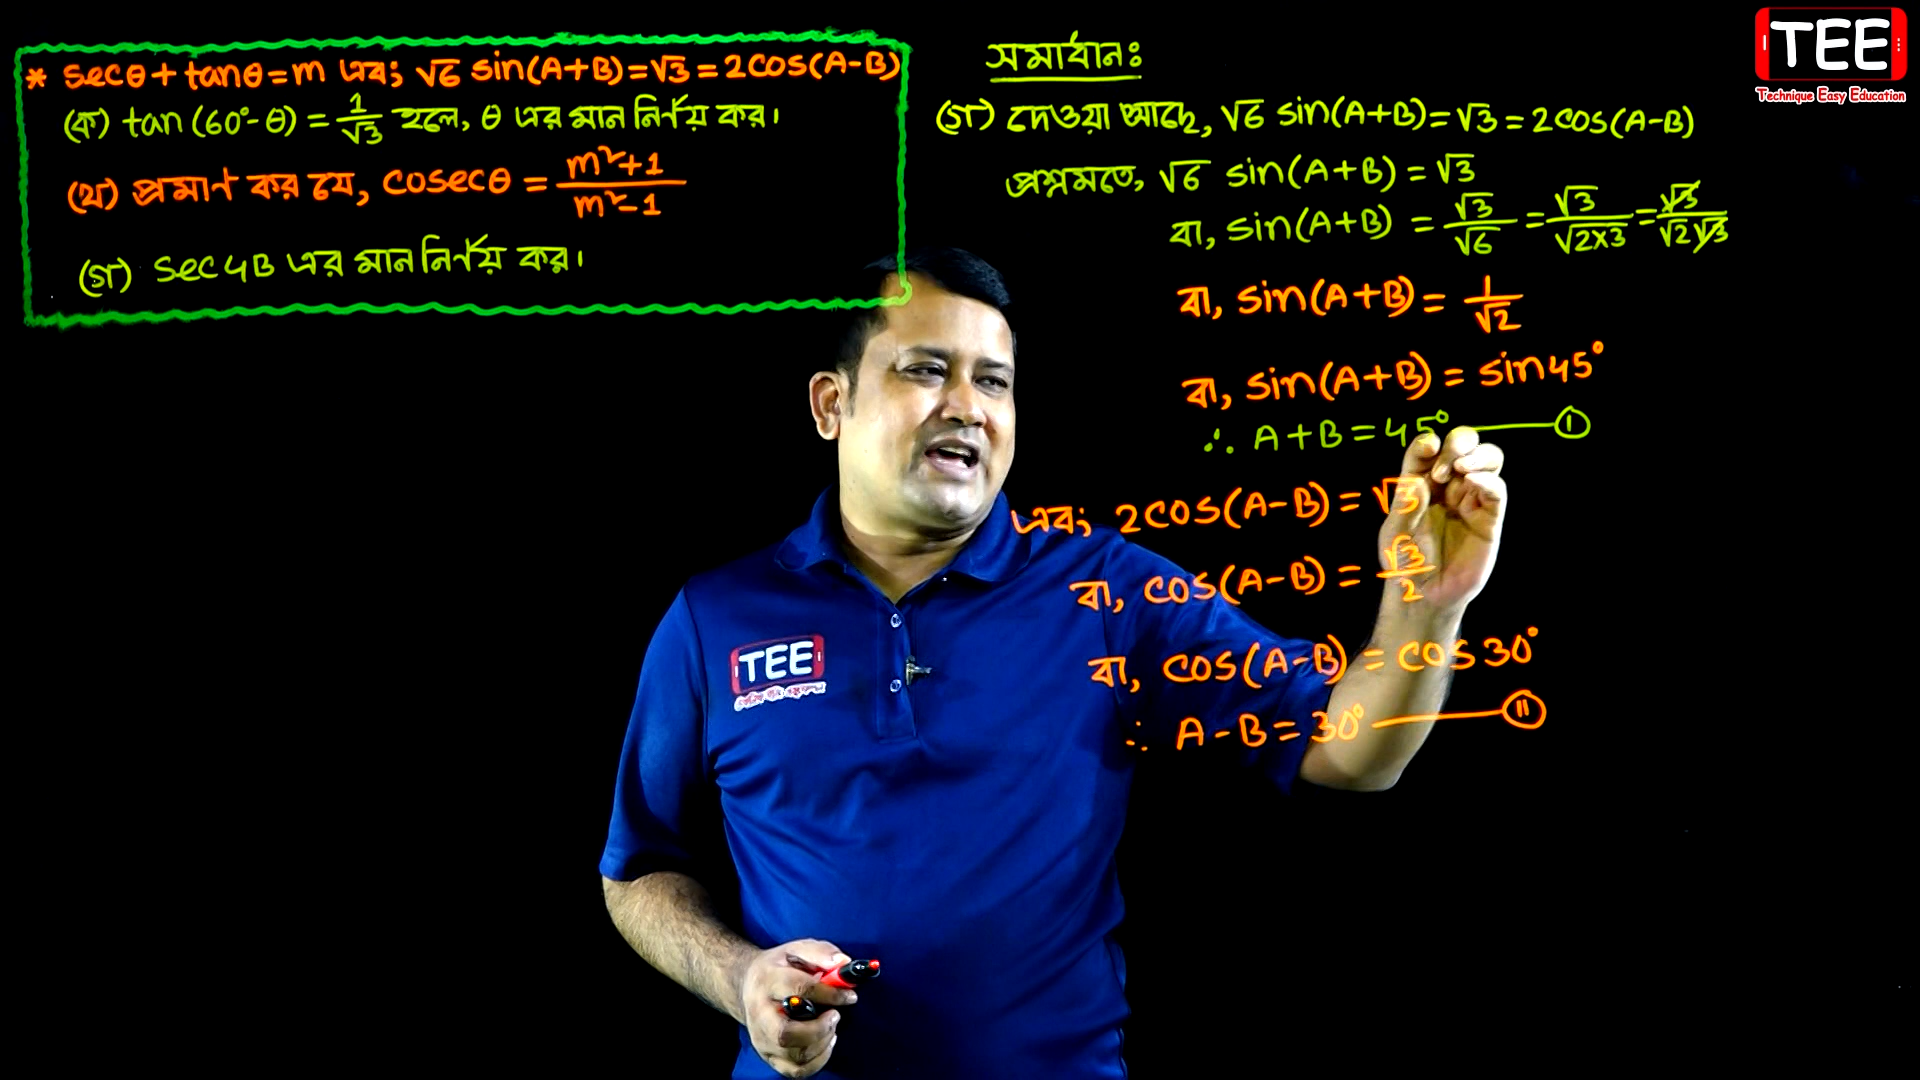 * secθ + tanθ = m এবং √6 sin(A+B) = √3 = 2cos(A-B)
(ক) tan (60° - θ) = 1/√3 হলে, θ এর মান নির্ণয় কর।
(খ) প্রমাণ কর যে, cosecθ = m²+1/m²-1
(গ) sec4B এর মান নির্ণয় কর।
সমাধানঃ
(গ) দেওয়া আছে, √6 sin(A+B) = √3 = 2cos(A-B)
প্রশ্নমতে, √6 sin(A+B) = √3
বা, sin(A+B) = √3/√6 = √3/√2×3 = √3/√2√3
বা, sin(A+B) = 1/√2
বা, sin(A+B) = sin45°
∴ A+B = 45° — (i)
এবং 2cos(A-B) = √3
বা, cos(A-B) = √3/2
বা, cos(A-B) = cos30°
∴ A-B = 30° — (ii)
TEE
Technique Easy Education
TEE